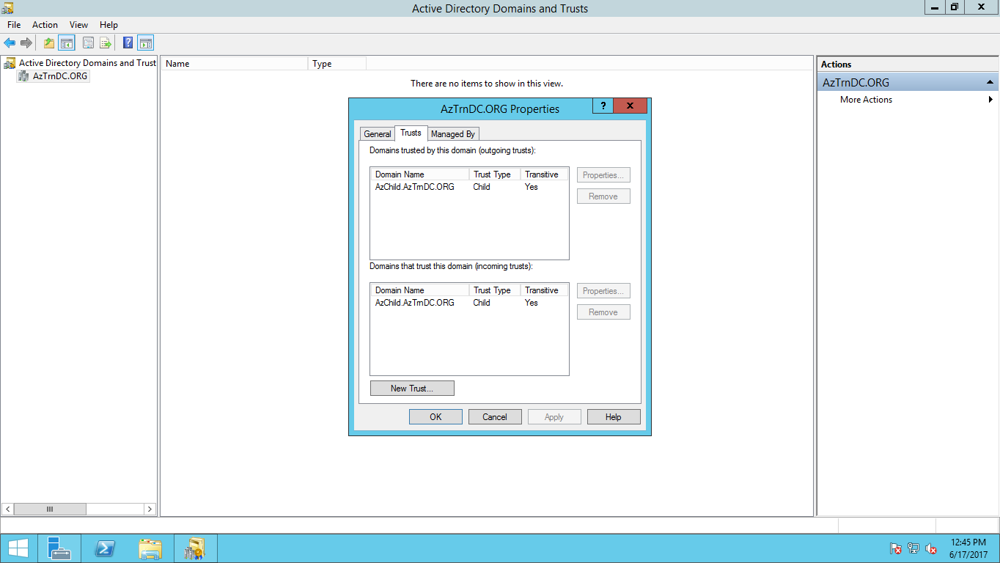 Active Directory Domains and Trusts
File Action View Help
Active Directory Domains and Trust
AzTrnDC.ORG
Name Type
There are no items to show in this view.
Actions
AzTrnDC.ORG
More Actions
AzTrnDC.ORG Properties
? x
General Trusts Managed By
Domains trusted by this domain (outgoing trusts):
Domain Name Trust Type Transitive
AzChild.AzTrnDC.ORG Child Yes
Properties...
Remove
Domains that trust this domain (incoming trusts):
Domain Name Trust Type Transitive
AzChild.AzTrnDC.ORG Child Yes
Properties...
Remove
New Trust...
OK Cancel Apply Help
12:45 PM
6/17/2017